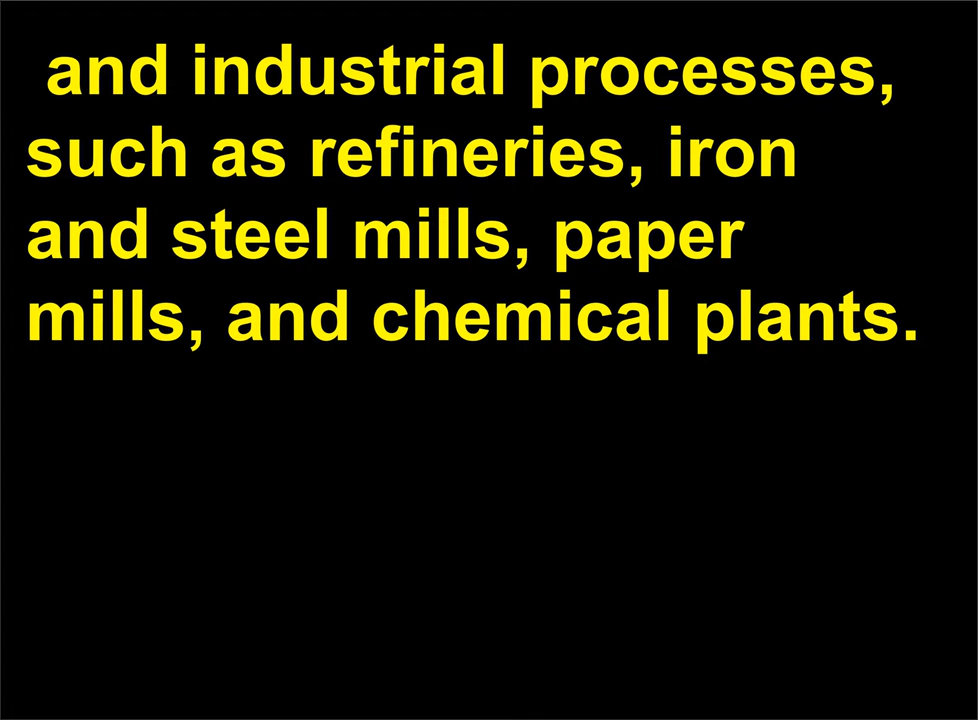 and industrial processes,
such as refineries, iron
and steel mills, paper
mills, and chemical plants.